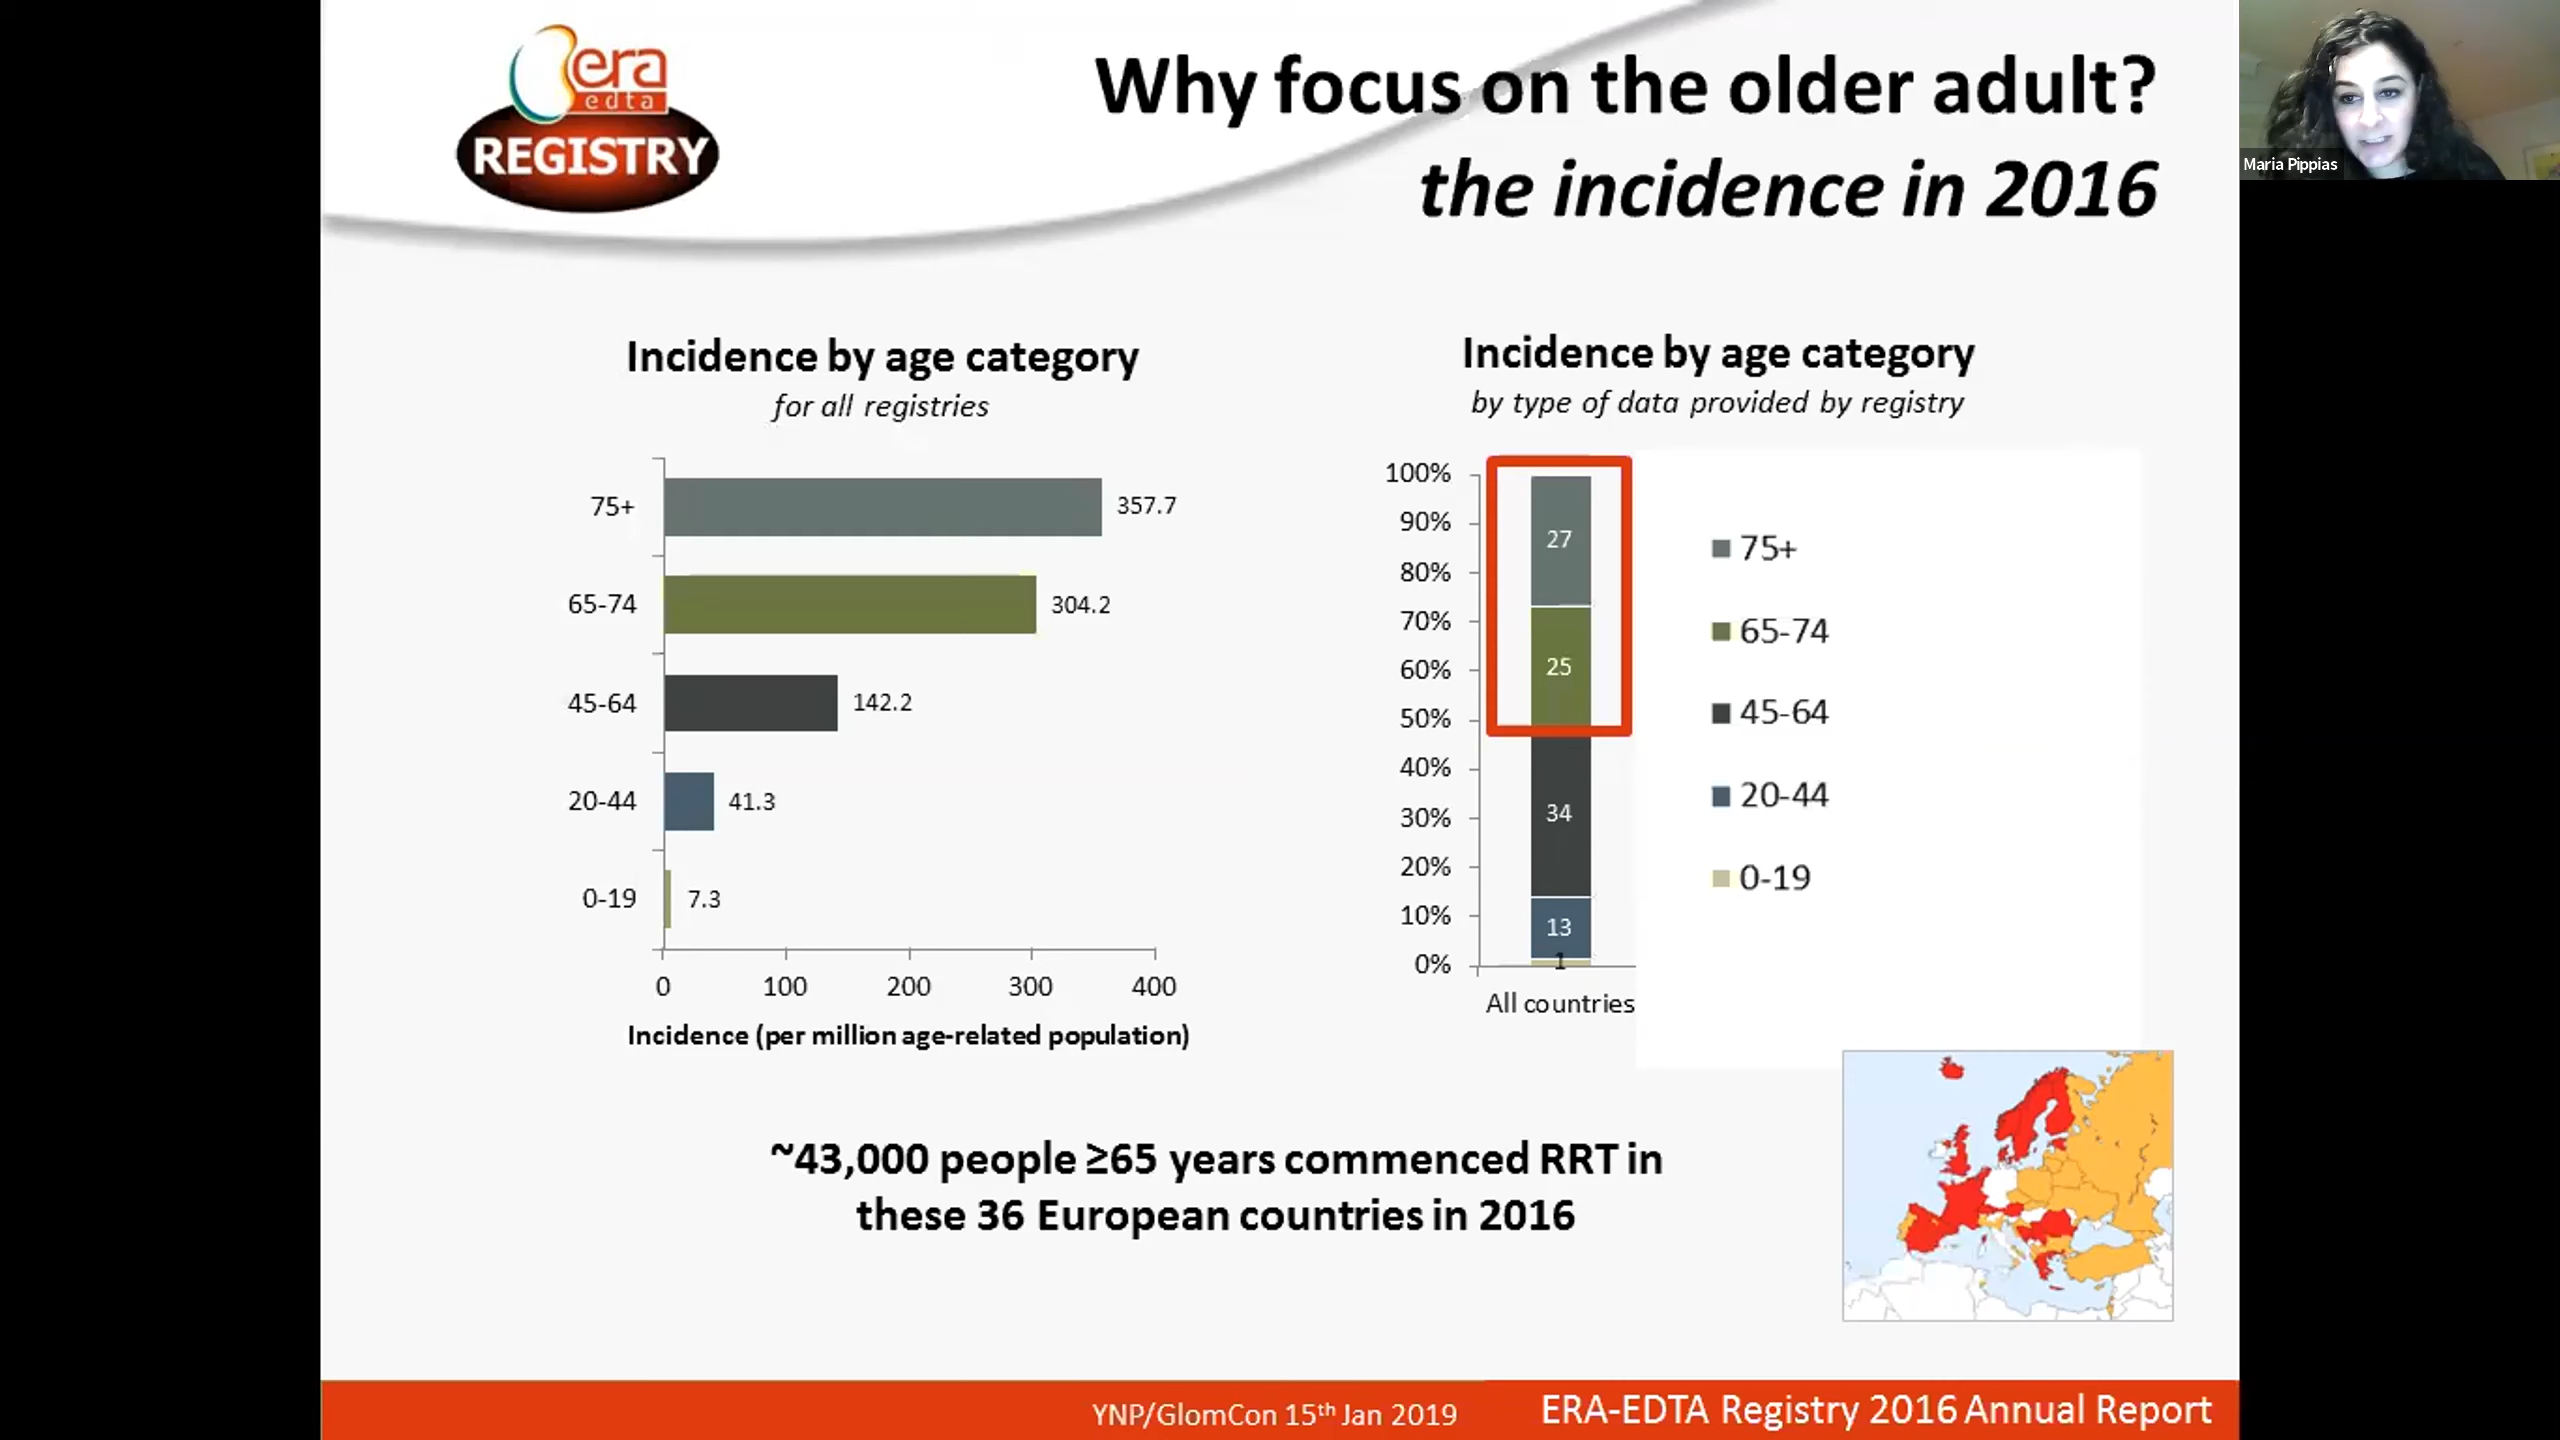 era
edta
REGISTRY
Why focus on the older adult?
the incidence in 2016
Maria Pippias
Incidence by age category
for all registries
75+
357.7
65-74
304.2
45-64
142.2
20-44
41.3
0-19
7.3
0 100 200 300 400
Incidence (per million age-related population)
Incidence by age category
by type of data provided by registry
100%
90%
80%
70%
60%
50%
40%
30%
20%
10%
0%
27
25
34
13
1
All countries
75+
65-74
45-64
20-44
0-19
~43,000 people ≥65 years commenced RRT in
these 36 European countries in 2016
YNP/GlomCon 15th Jan 2019
ERA-EDTA Registry 2016 Annual Report